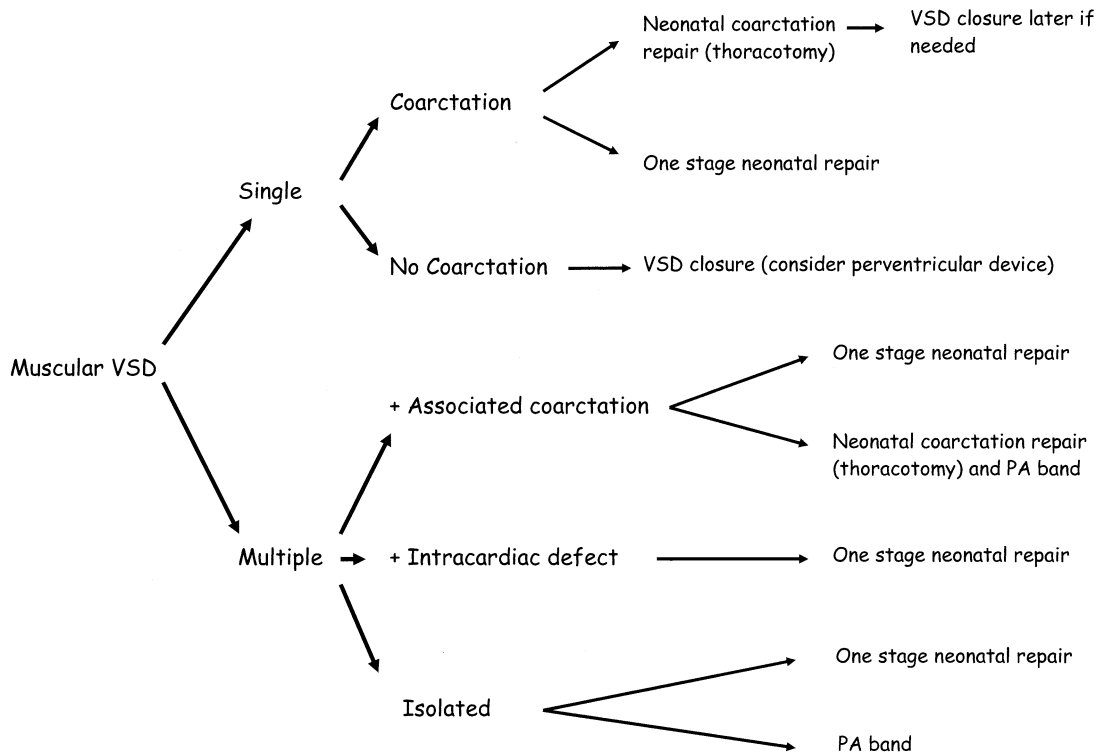 Neonatal coarctation
repair (thoracotomy)
VSD closure later if
needed
Coarctation
One stage neonatal repair
Single
No Coarctation
VSD closure (consider perventricular device)
Muscular VSD
One stage neonatal repair
+ Associated coarctation
Neonatal coarctation repair
(thoracotomy) and PA band
Multiple
+ Intracardiac defect
One stage neonatal repair
One stage neonatal repair
Isolated
PA band